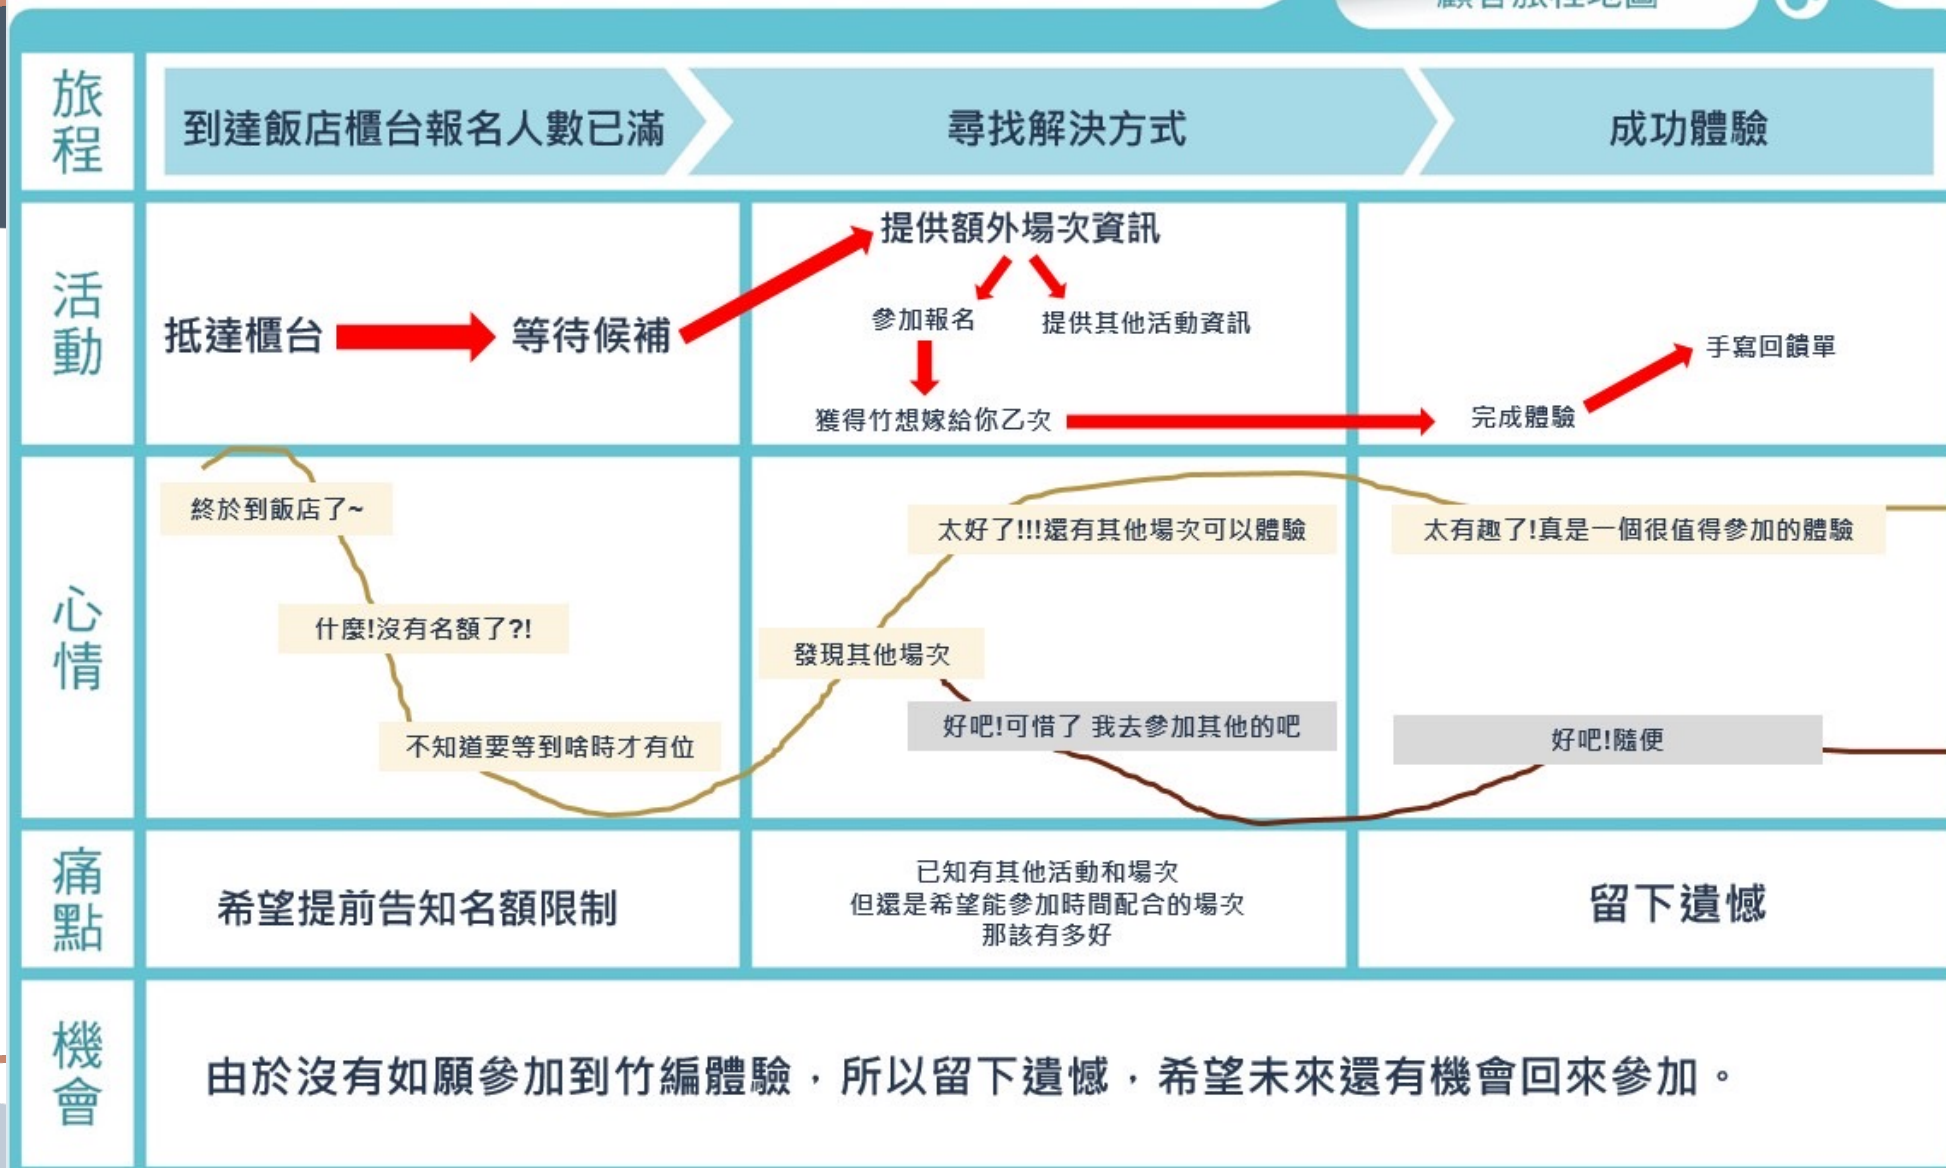 旅程
到達飯店櫃台報名人數已滿
尋找解決方式
成功體驗
活動
抵達櫃台
等待候補
提供額外場次資訊
參加報名
提供其他活動資訊
獲得竹想嫁給你乙次
完成體驗
手寫回饋單
心情
終於到飯店了~
什麼!沒有名額了?!
不知道要等到啥時才有位
發現其他場次
太好了!!!還有其他場次可以體驗
好吧!可惜了 我去參加其他的吧
太有趣了!真是一個很值得參加的體驗
好吧!隨便
痛點
希望提前告知名額限制
已知有其他活動和場次
但還是希望能參加時間配合的場次
那該有多好
留下遺憾
機會
由於沒有如願參加到竹編體驗，所以留下遺憾，希望未來還有機會回來參加。